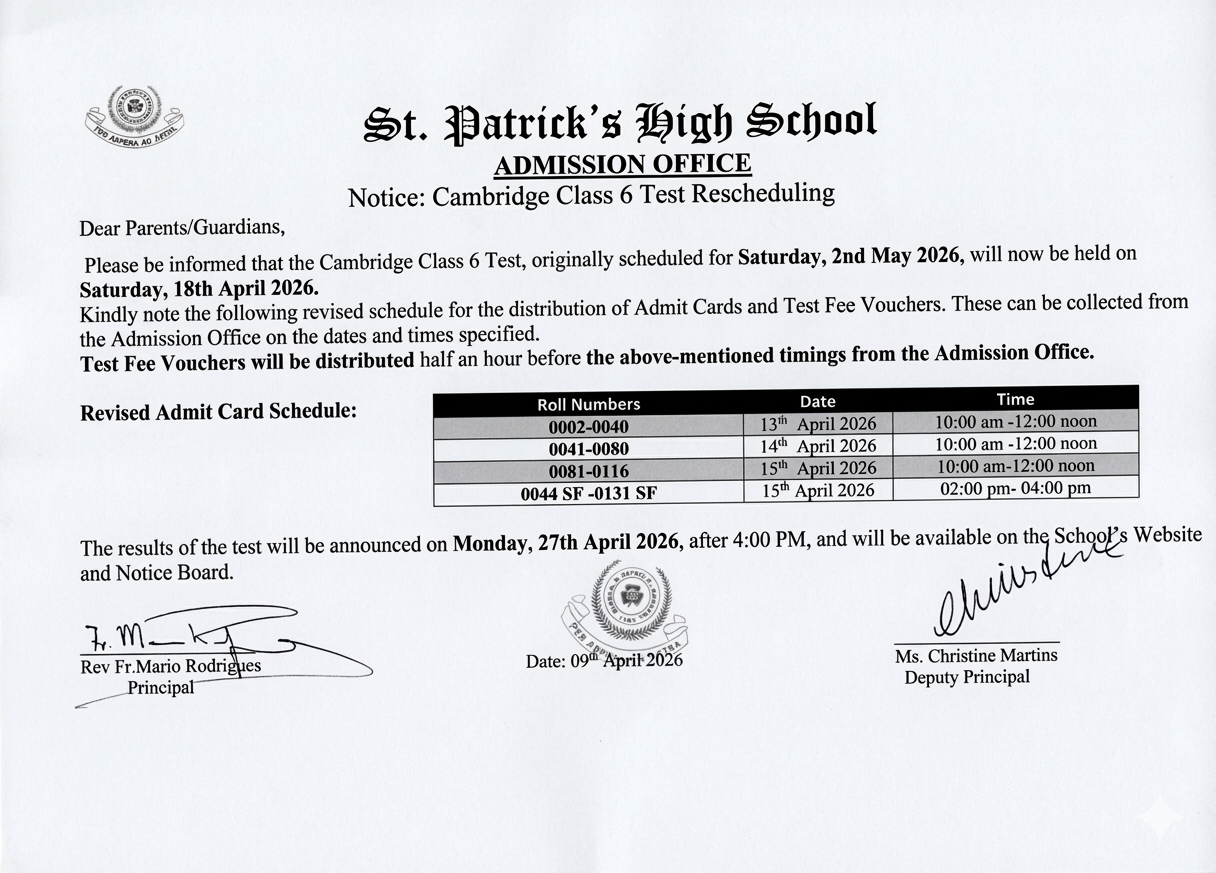 St. Patrick's High School
ADMISSION OFFICE
Notice: Cambridge Class 6 Test Rescheduling
Dear Parents/Guardians,
Please be informed that the Cambridge Class 6 Test, originally scheduled for Saturday, 2nd May 2026, will now be held on
Saturday, 18th April 2026.
Kindly note the following revised schedule for the distribution of Admit Cards and Test Fee Vouchers. These can be collected from
the Admission Office on the dates and times specified.
Test Fee Vouchers will be distributed half an hour before the above-mentioned timings from the Admission Office.
Revised Admit Card Schedule:
Roll Numbers Date Time
0002-0040 13th April 2026 10:00 am -12:00 noon
0041-0080 14th April 2026 10:00 am -12:00 noon
0081-0116 15th April 2026 10:00 am-12:00 noon
0044 SF -0131 SF 15th April 2026 02:00 pm- 04:00 pm
The results of the test will be announced on Monday, 27th April 2026, after 4:00 PM, and will be available on the School's Website
and Notice Board.
Christine
Rev Fr.Mario Rodrigues
Principal
Date: 09th April 2026
Ms. Christine Martins
Deputy Principal